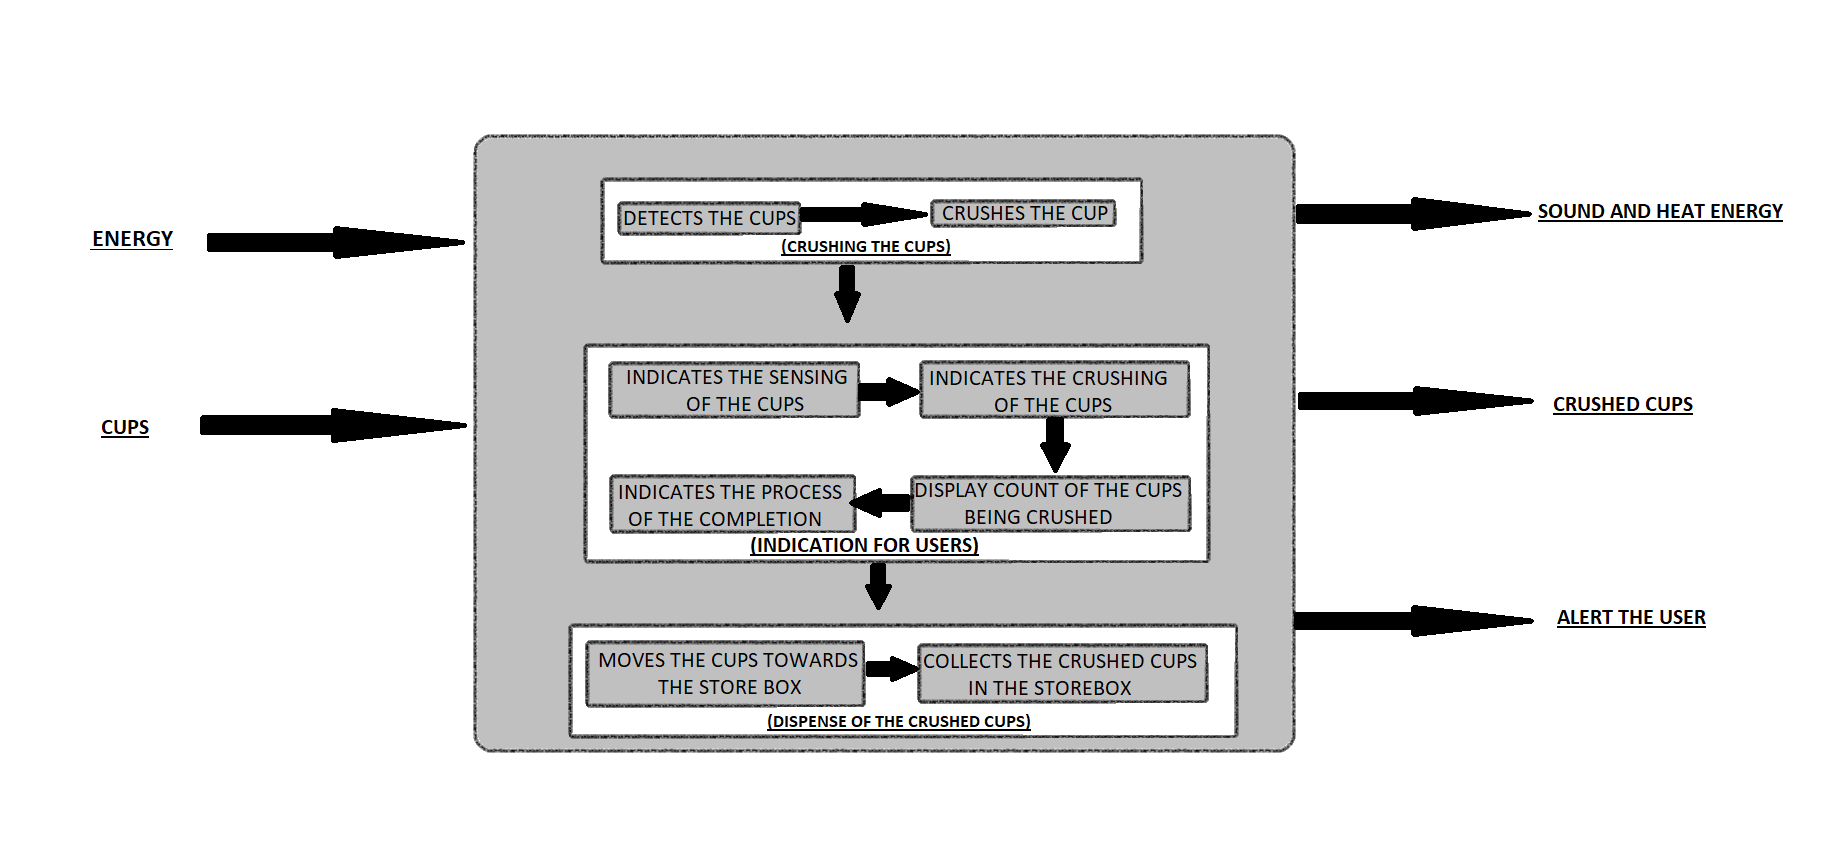 ENERGY
CUPS
DETECTS THE CUPS
CRUSHES THE CUP
(CRUSHING THE CUPS)
INDICATES THE SENSING
OF THE CUPS
INDICATES THE CRUSHING
OF THE CUPS
DISPLAY COUNT OF THE CUPS
BEING CRUSHED
INDICATES THE PROCESS
OF THE COMPLETION
(INDICATION FOR USERS)
MOVES THE CUPS TOWARDS
THE STORE BOX
COLLECTS THE CRUSHED CUPS
IN THE STOREBOX
(DISPENSE OF THE CRUSHED CUPS)
SOUND AND HEAT ENERGY
CRUSHED CUPS
ALERT THE USER